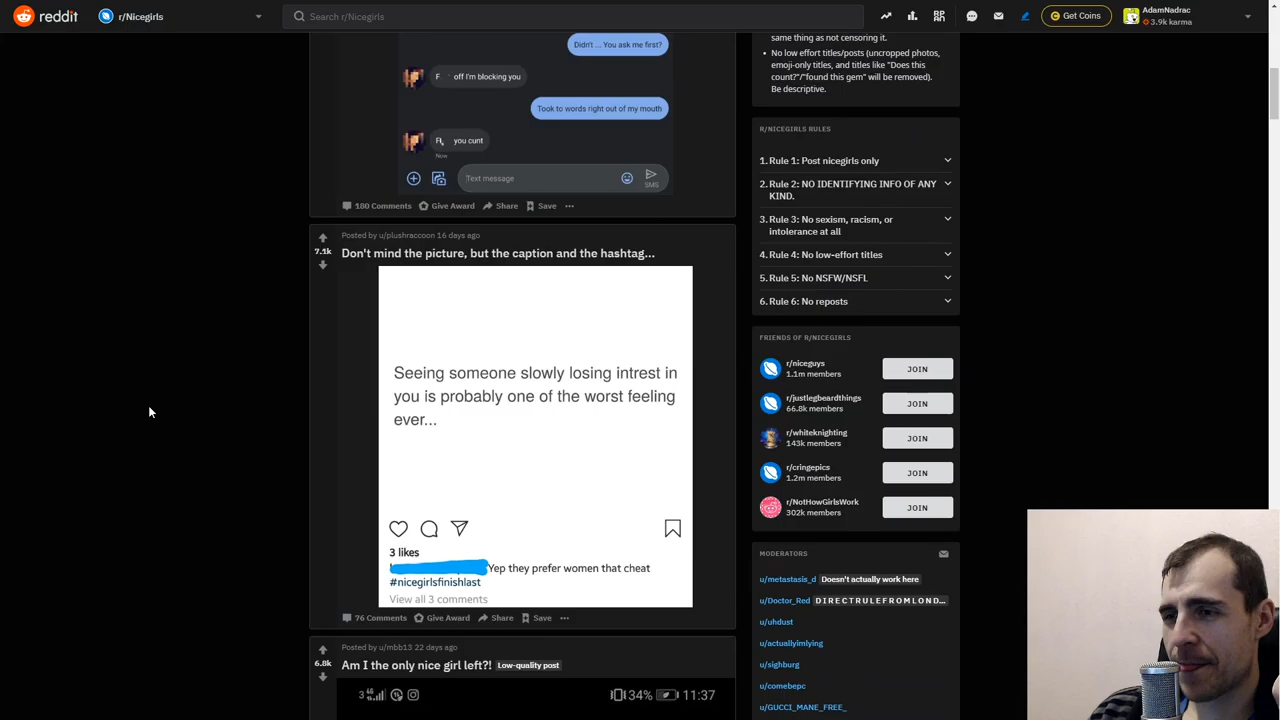 reddit
r/Nicegirls
Search r/Nicegirls
Get Coins
AdamNadrac
3.9k karma
Didn't ... You ask me first?
F off I'm blocking you
Took to words right out of my mouth
you cunt
Now
Text message
SMS
180 Comments Give Award Share Save
Posted by u/plushraccoon 16 days ago
7.1k
Don't mind the picture, but the caption and the hashtag...
Seeing someone slowly losing intrest in
you is probably one of the worst feeling
ever...
3 likes
Yep they prefer women that cheat
#nicegirlsfinishlast
View all 3 comments
76 Comments Give Award Share Save
Posted by u/mbb13 22 days ago
6.8k
Am I the only nice girl left?! Low-quality post
3 34% 11:37
same thing as not censoring it.
• No low effort titles/posts (uncropped photos,
emoji-only titles, and titles like "Does this
count?"/"found this gem" will be removed).
Be descriptive.
R/NICEGIRLS RULES
1. Rule 1: Post nicegirls only
2. Rule 2: NO IDENTIFYING INFO OF ANY
KIND.
3. Rule 3: No sexism, racism, or
intolerance at all
4. Rule 4: No low-effort titles
5. Rule 5: No NSFW/NSFL
6. Rule 6: No reposts
FRIENDS OF R/NICEGIRLS
r/niceguys
1.1m members
JOIN
r/justlegbeardthings
66.8k members
JOIN
r/whiteknighting
143k members
JOIN
r/cringepics
1.2m members
JOIN
r/NotHowGirlsWork
302k members
JOIN
MODERATORS
u/metastasis_d Doesn't actually work here
u/Doctor_Red DIRECTRULEFROMLOND...
u/uhdust
u/actuallyimlying
u/sighburg
u/comebepc
u/GUCCI_MANE_FREE_